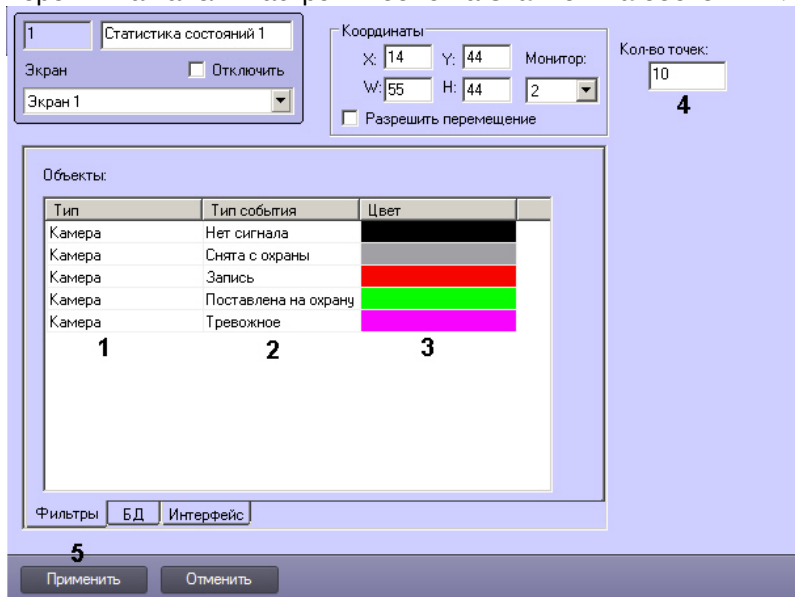 1
Статистика состояний 1
Экран
Отключить
Экран 1
Координаты
X: 14 Y: 44 Монитор:
W: 55 H: 44 2
Разрешить перемещение
Кол-во точек:
10
4
Объекты:
Тип Тип события Цвет
Камера Нет сигнала
Камера Снята с охраны
Камера Запись
Камера Поставлена на охрану
Камера Тревожное
1 2 3
Фильтры БД Интерфейс
5
Применить Отменить